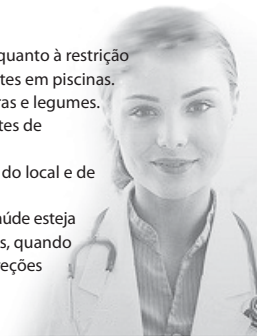 quanto à restrição
tes em piscinas.
ras e legumes.
tes de
do local e de
úde esteja
s, quando
eções